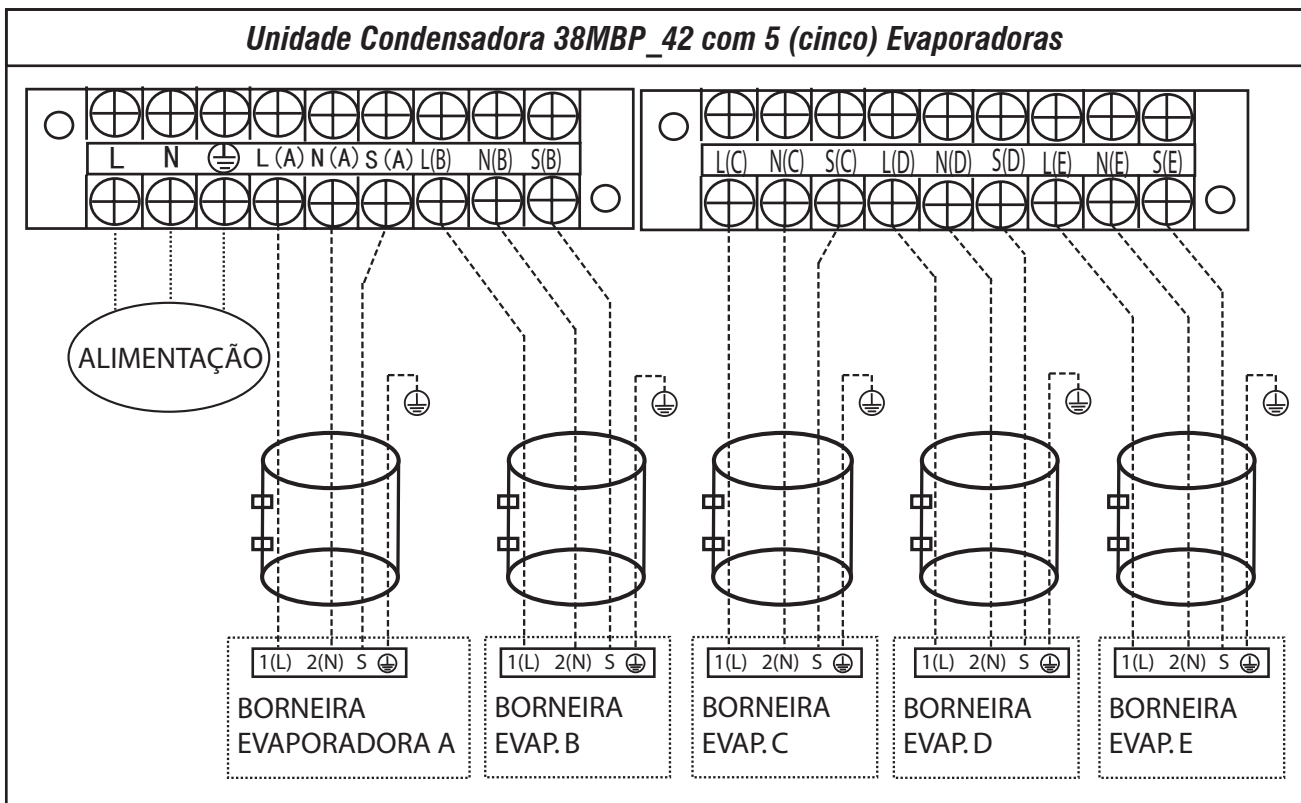 Unidade Condensadora 38MBP_42 com 5 (cinco) Evaporadoras
L N L (A) N (A) S (A) L(B) N(B) S(B)
L(C) N(C) S(C) L(D) N(D) S(D) L(E) N(E) S(E)
ALIMENTAÇÃO
1(L) 2(N) S
BORNEIRA
EVAPORADORA A
1(L) 2(N) S
BORNEIRA
EVAP. B
1(L) 2(N) S
BORNEIRA
EVAP. C
1(L) 2(N) S
BORNEIRA
EVAP. D
1(L) 2(N) S
BORNEIRA
EVAP. E